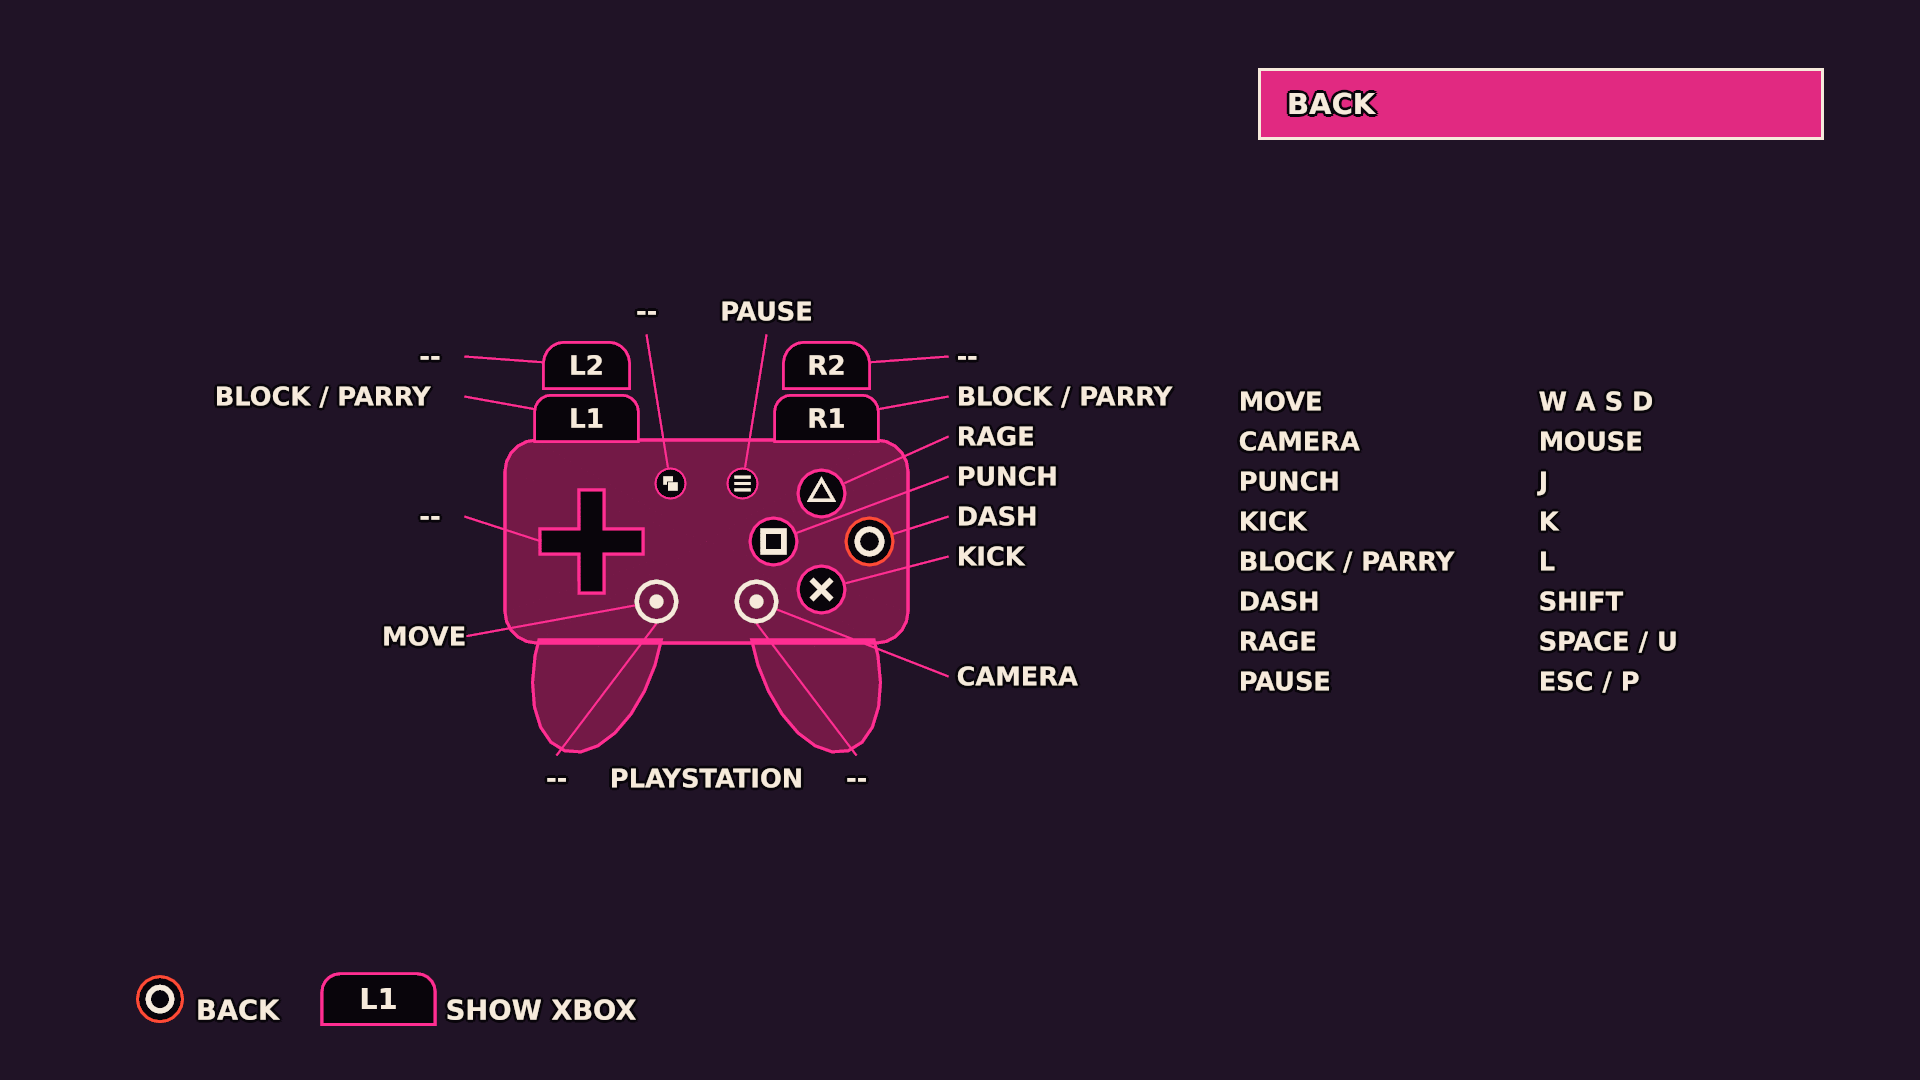 BACK
-- PAUSE
-- L2 R2 --
BLOCK / PARRY L1 R1 BLOCK / PARRY
RAGE
PUNCH
-- DASH
KICK
MOVE
CAMERA
-- PLAYSTATION --
MOVE W A S D
CAMERA MOUSE
PUNCH J
KICK K
BLOCK / PARRY L
DASH SHIFT
RAGE SPACE / U
PAUSE ESC / P
BACK L1 SHOW XBOX